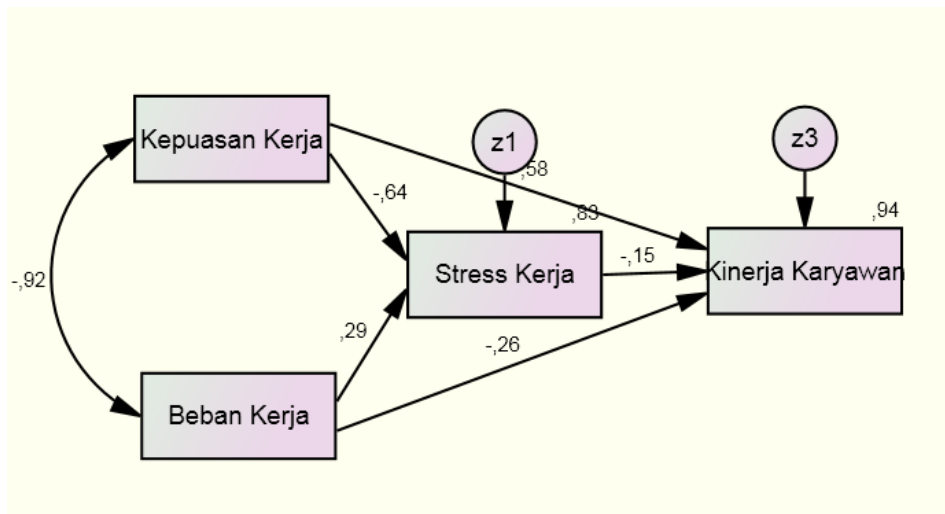 Kepuasan Kerja
z1
z3
,58
-,64
,83
,94
Stress Kerja
-,15
Kinerja Karyawan
-,92
,29
-,26
Beban Kerja